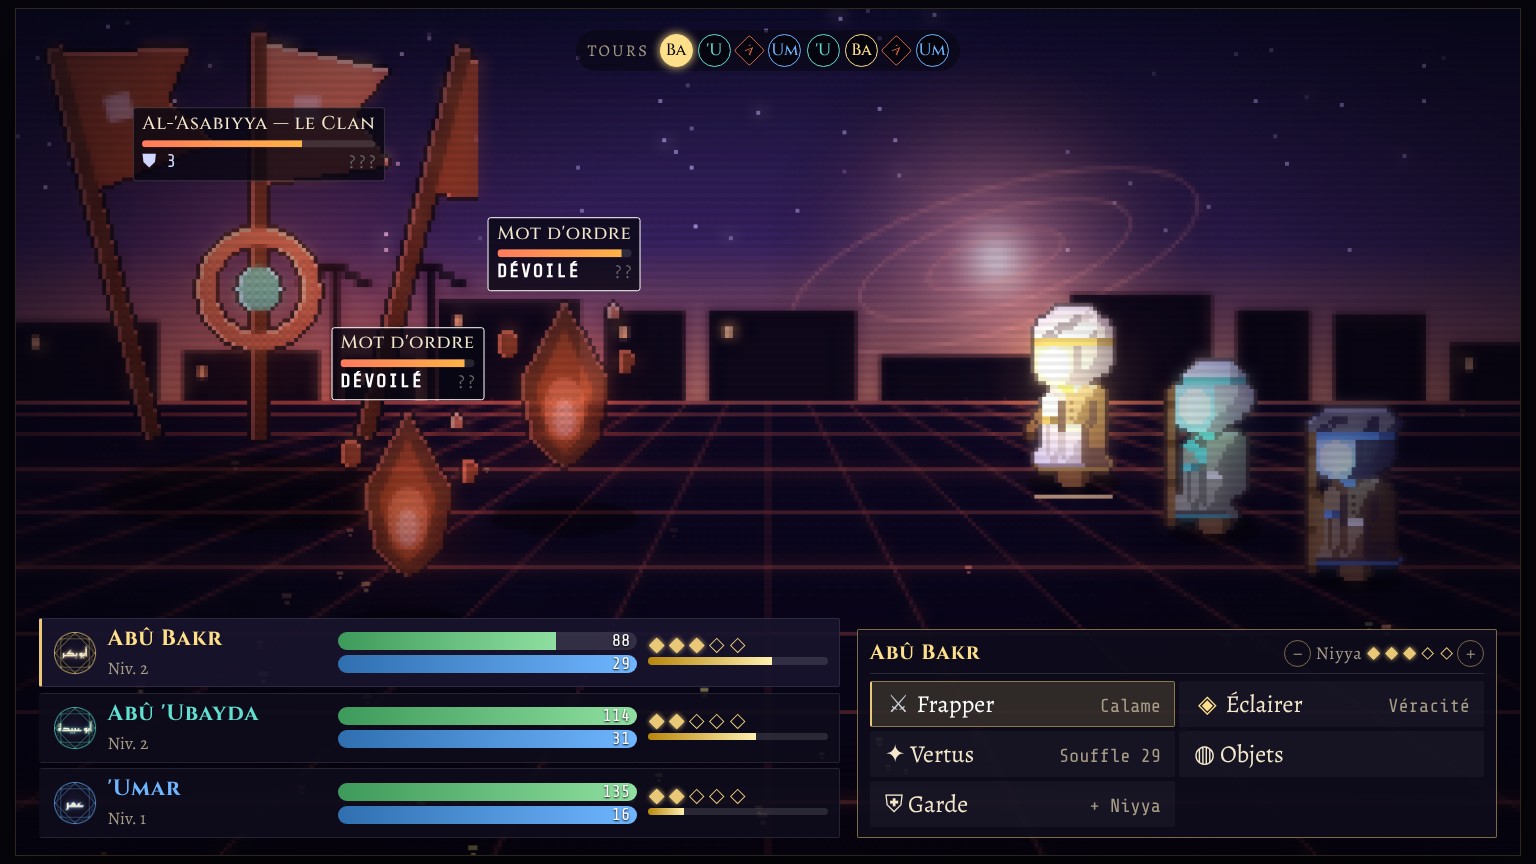 TOURS BA 'U UM 'U BA UM
AL-'ASABIYYA — LE CLAN
3 ???
MOT D'ORDRE
DÉVOILÉ ??
MOT D'ORDRE
DÉVOILÉ ??
ABÛ BAKR
Niv. 2
88
29
ABÛ 'UBAYDA
Niv. 2
114
31
'UMAR
Niv. 1
135
16
ABÛ BAKR
− Niyya +
Frapper Calame
Éclairer Véracité
Vertus Souffle 29
Objets
Garde + Niyya